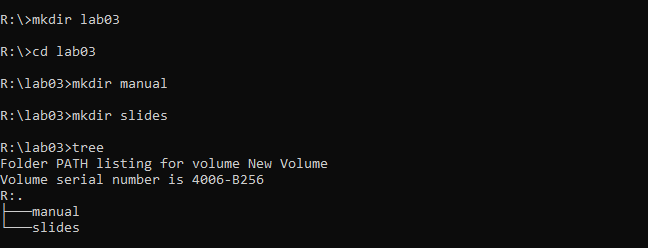 R:\>mkdir lab03
R:\>cd lab03
R:\lab03>mkdir manual
R:\lab03>mkdir slides
R:\lab03>tree
Folder PATH listing for volume New Volume
Volume serial number is 4006-B256
R:.
├───manual
└───slides